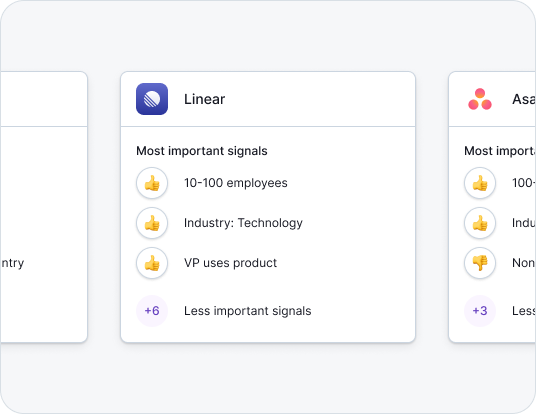 Linear
Most important signals
10-100 employees
Industry: Technology
VP uses product
+6 Less important signals
ntry
Asa
Most importa
100-
Indu
Non
+3 Less